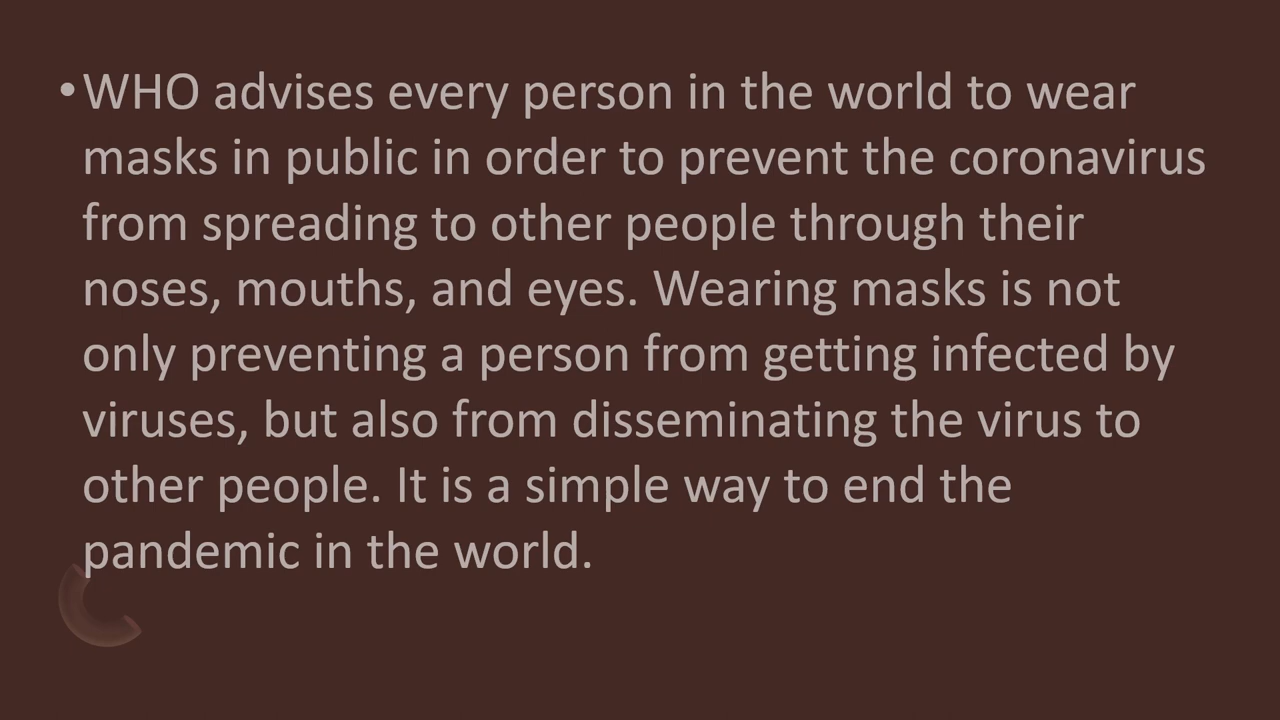 •WHO advises every person in the world to wear
masks in public in order to prevent the coronavirus
from spreading to other people through their
noses, mouths, and eyes. Wearing masks is not
only preventing a person from getting infected by
viruses, but also from disseminating the virus to
other people. It is a simple way to end the
pandemic in the world.